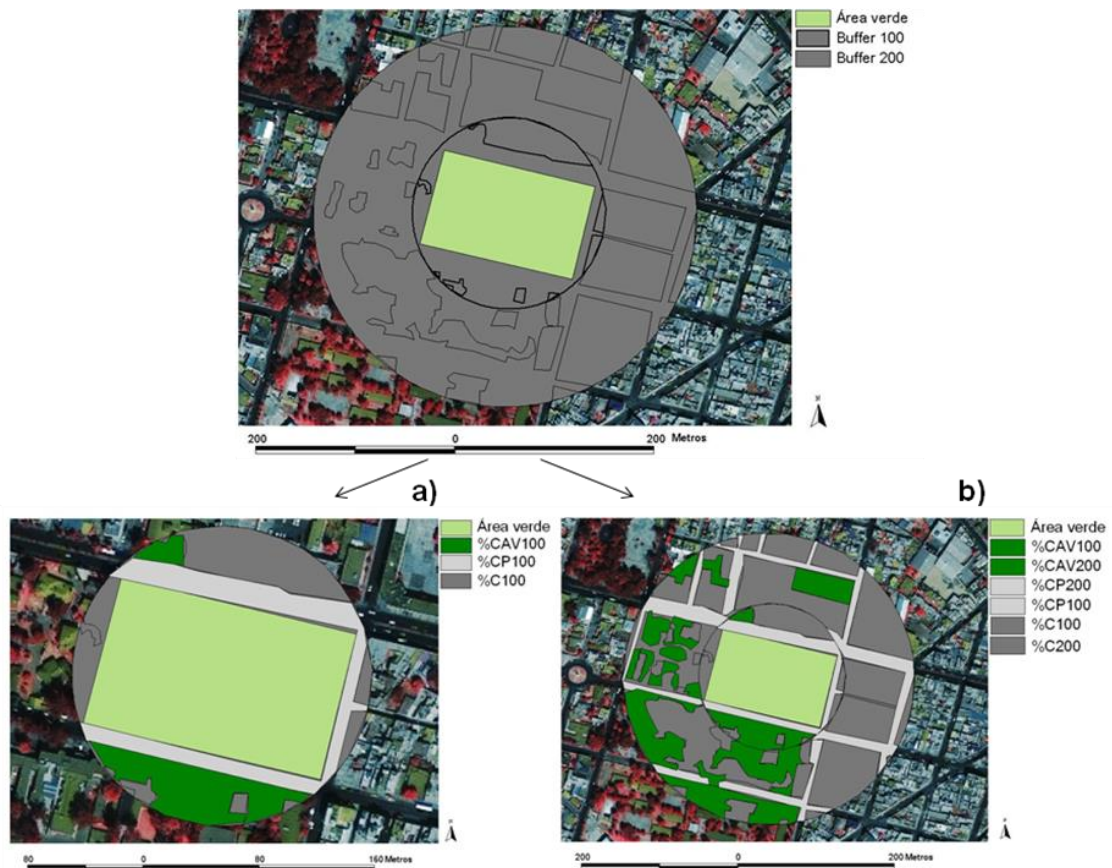 Área verde
Buffer 100
Buffer 200
N
200 0 200 Metros
a)
b)
Área verde
%CAV100
%CP100
%C100
N
80 0 80 160 Metros
Área verde
%CAV100
%CAV200
%CP200
%CP100
%C100
%C200
N
200 0 200 Metros